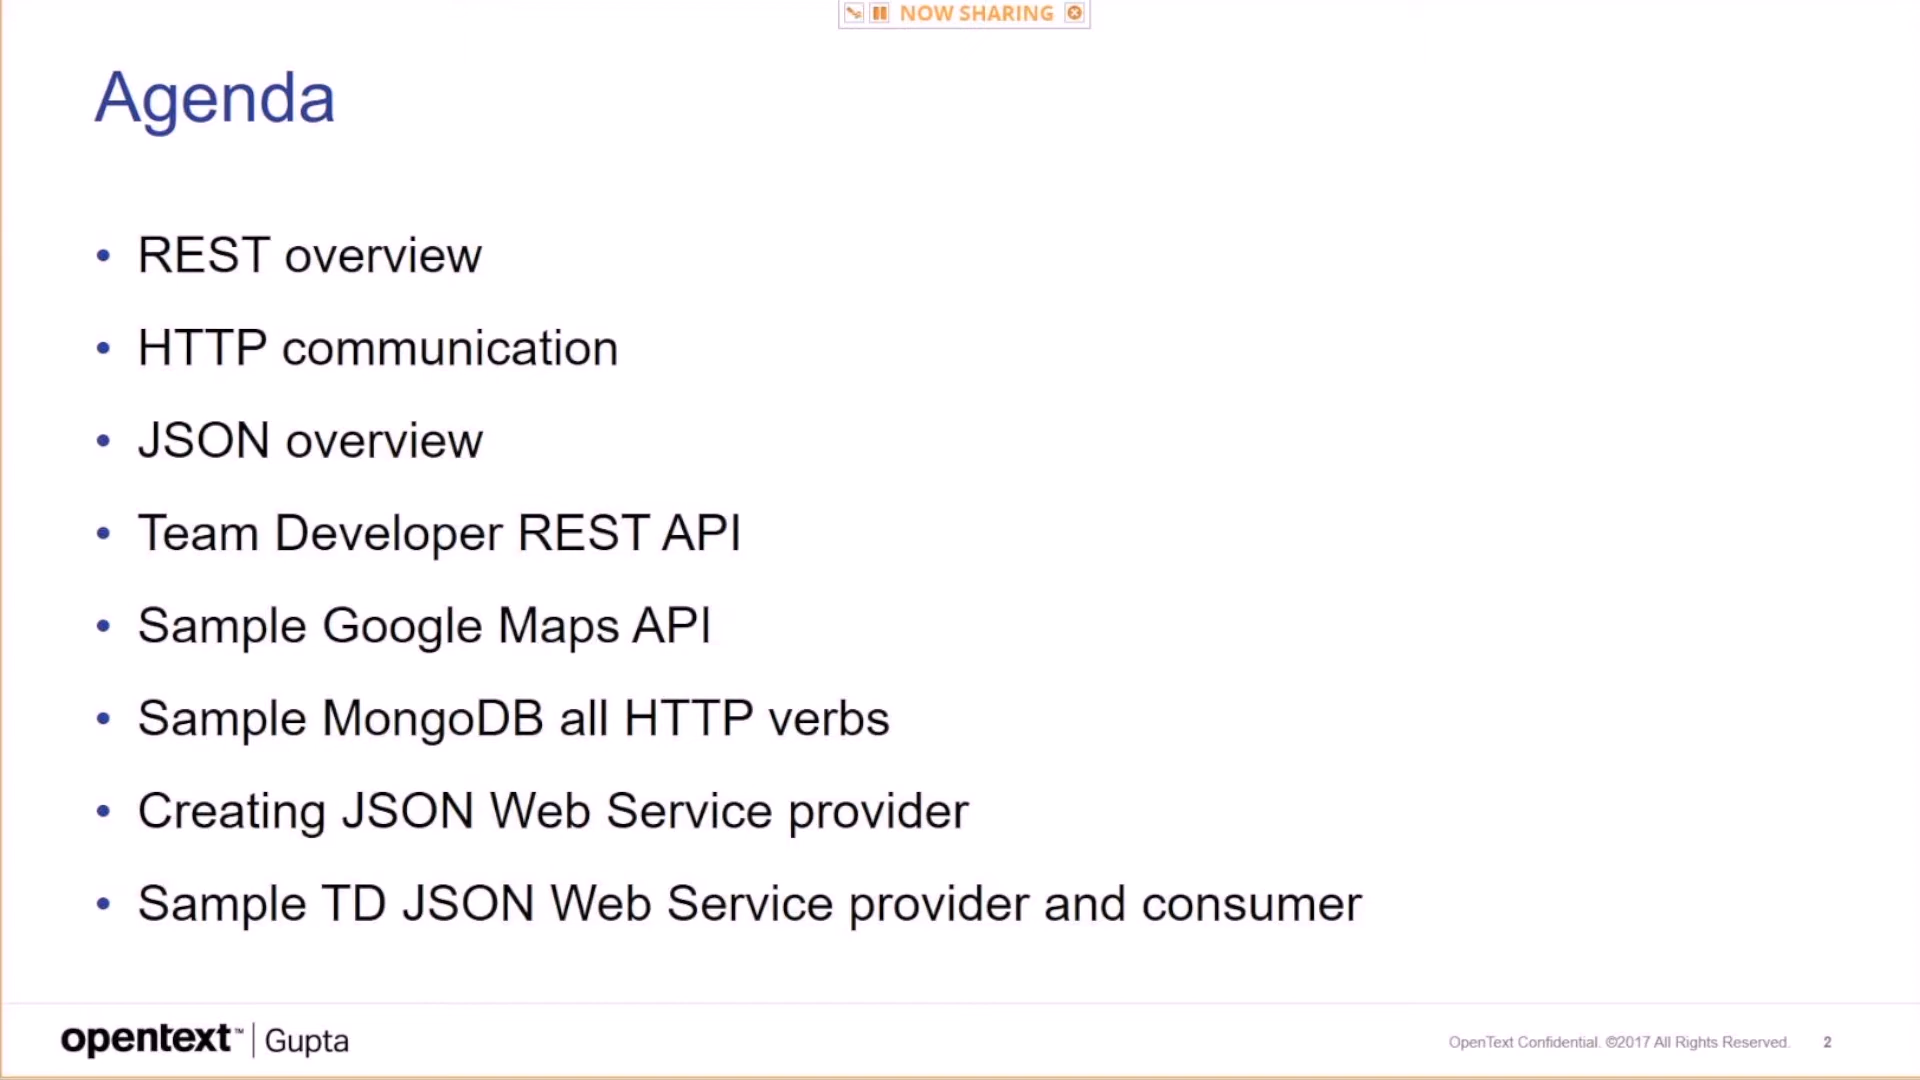 NOW SHARING
Agenda
• REST overview
• HTTP communication
• JSON overview
• Team Developer REST API
• Sample Google Maps API
• Sample MongoDB all HTTP verbs
• Creating JSON Web Service provider
• Sample TD JSON Web Service provider and consumer
opentext™ | Gupta
OpenText Confidential. ©2017 All Rights Reserved. 2